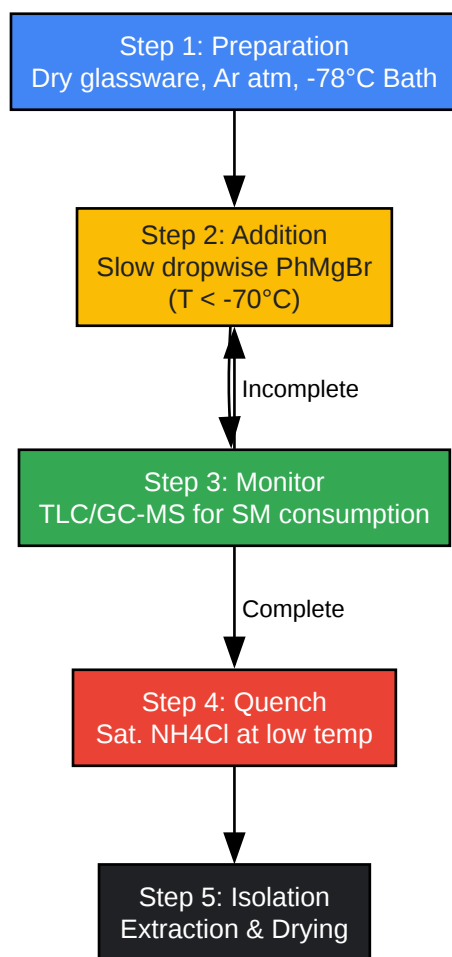 Step 1: Preparation
Dry glassware, Ar atm, -78°C Bath
Step 2: Addition
Slow dropwise PhMgBr
(T < -70°C)
Incomplete
Step 3: Monitor
TLC/GC-MS for SM consumption
Complete
Step 4: Quench
Sat. NH4Cl at low temp
Step 5: Isolation
Extraction & Drying